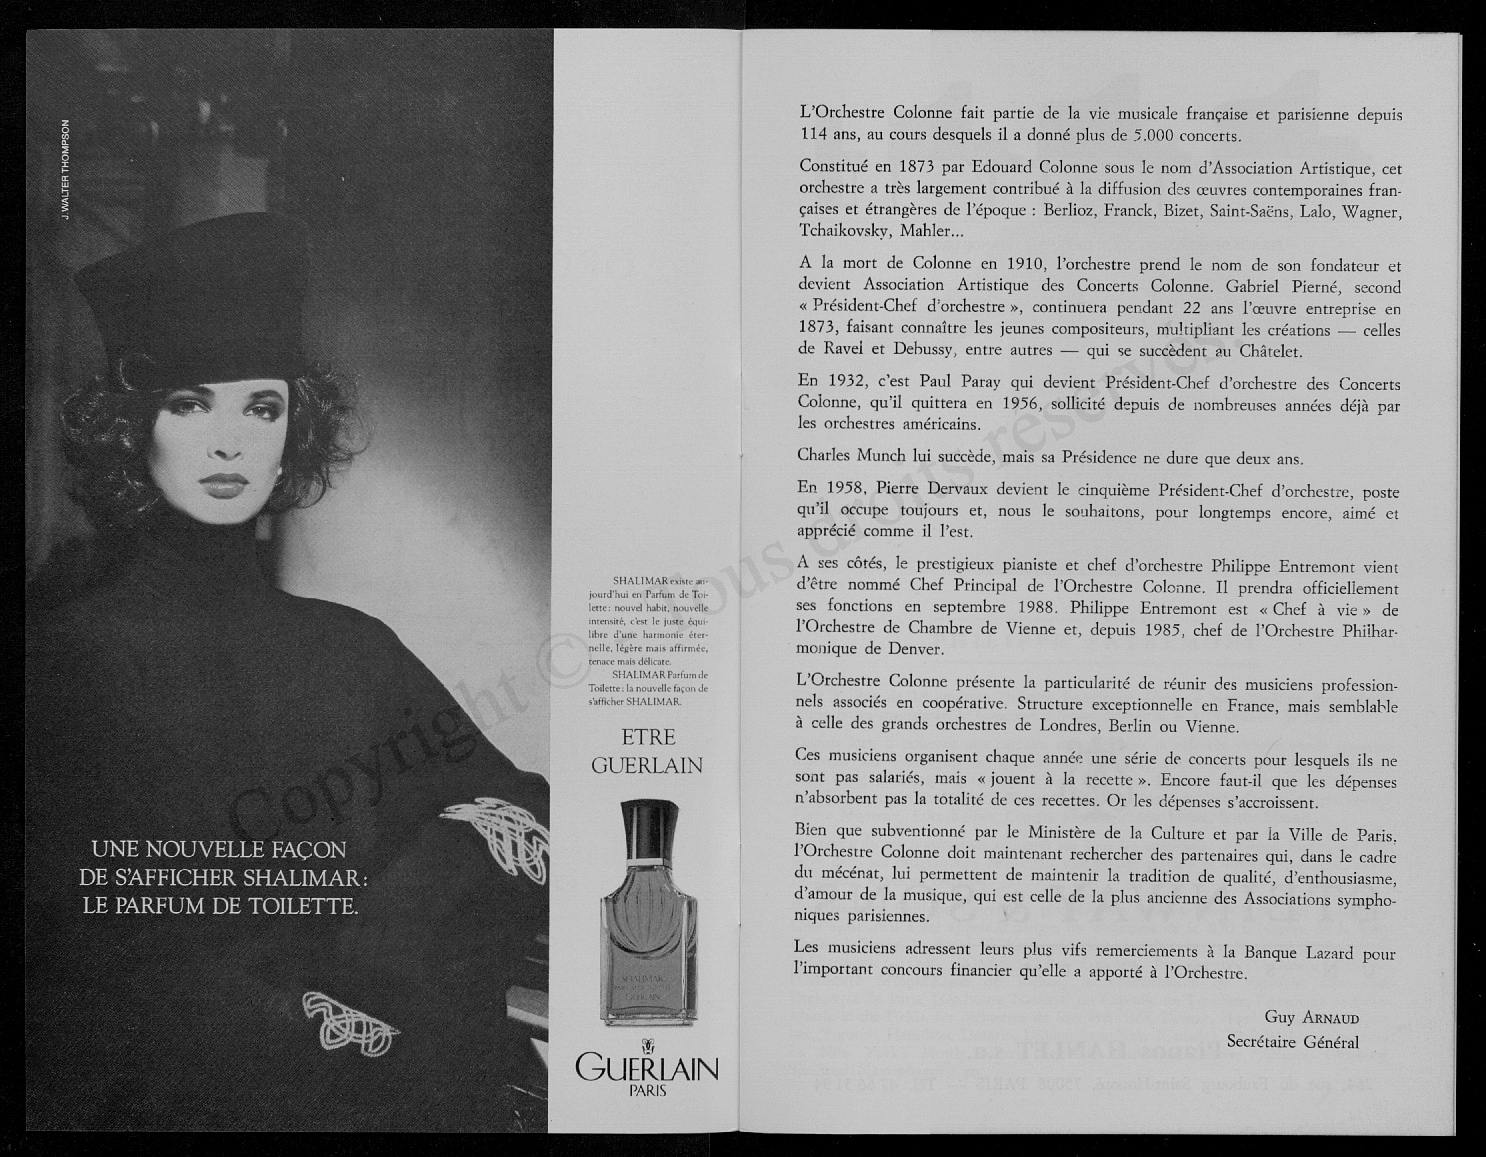 J. WALTER THOMPSON
UNE NOUVELLE FAÇON
DE S'AFFICHER SHALIMAR:
LE PARFUM DE TOILETTE.
SHALIMAR existe au-
jourd'hui en Parfum de Toi-
lette: nouvel habit, nouvelle
intensité, c'est le juste équi-
libre d'une harmonie éter-
nelle, légère mais affirmée,
tenace mais délicate.
SHALIMAR Parfum de
Toilette: la nouvelle façon de
s'afficher SHALIMAR.
ETRE
GUERLAIN
SHALIMAR
GUERLAIN
GUERLAIN
PARIS
L'Orchestre Colonne fait partie de la vie musicale française et parisienne depuis
114 ans, au cours desquels il a donné plus de 5.000 concerts.
Constitué en 1873 par Edouard Colonne sous le nom d'Association Artistique, cet
orchestre a très largement contribué à la diffusion des œuvres contemporaines fran-
çaises et étrangères de l'époque : Berlioz, Franck, Bizet, Saint-Saëns, Lalo, Wagner,
Tchaikovsky, Mahler...
A la mort de Colonne en 1910, l'orchestre prend le nom de son fondateur et
devient Association Artistique des Concerts Colonne. Gabriel Pierné, second
« Président-Chef d'orchestre », continuera pendant 22 ans l'œuvre entreprise en
1873, faisant connaître les jeunes compositeurs, multipliant les créations — celles
de Ravel et Debussy, entre autres — qui se succèdent au Châtelet.
En 1932, c'est Paul Paray qui devient Président-Chef d'orchestre des Concerts
Colonne, qu'il quittera en 1956, sollicité depuis de nombreuses années déjà par
les orchestres américains.
Charles Munch lui succède, mais sa Présidence ne dure que deux ans.
En 1958, Pierre Dervaux devient le cinquième Président-Chef d'orchestre, poste
qu'il occupe toujours et, nous le souhaitons, pour longtemps encore, aimé et
apprécié comme il l'est.
A ses côtés, le prestigieux pianiste et chef d'orchestre Philippe Entremont vient
d'être nommé Chef Principal de l'Orchestre Colonne. Il prendra officiellement
ses fonctions en septembre 1988. Philippe Entremont est « Chef à vie » de
l'Orchestre de Chambre de Vienne et, depuis 1985, chef de l'Orchestre Philhar-
monique de Denver.
L'Orchestre Colonne présente la particularité de réunir des musiciens profession-
nels associés en coopérative. Structure exceptionnelle en France, mais semblable
à celle des grands orchestres de Londres, Berlin ou Vienne.
Ces musiciens organisent chaque année une série de concerts pour lesquels ils ne
sont pas salariés, mais « jouent à la recette ». Encore faut-il que les dépenses
n'absorbent pas la totalité de ces recettes. Or les dépenses s'accroissent.
Bien que subventionné par le Ministère de la Culture et par la Ville de Paris,
l'Orchestre Colonne doit maintenant rechercher des partenaires qui, dans le cadre
du mécénat, lui permettent de maintenir la tradition de qualité, d'enthousiasme,
d'amour de la musique, qui est celle de la plus ancienne des Associations sympho-
niques parisiennes.
Les musiciens adressent leurs plus vifs remerciements à la Banque Lazard pour
l'important concours financier qu'elle a apporté à l'Orchestre.
Guy ARNAUD
Secrétaire Général
Copyright © Tous droits réservés.